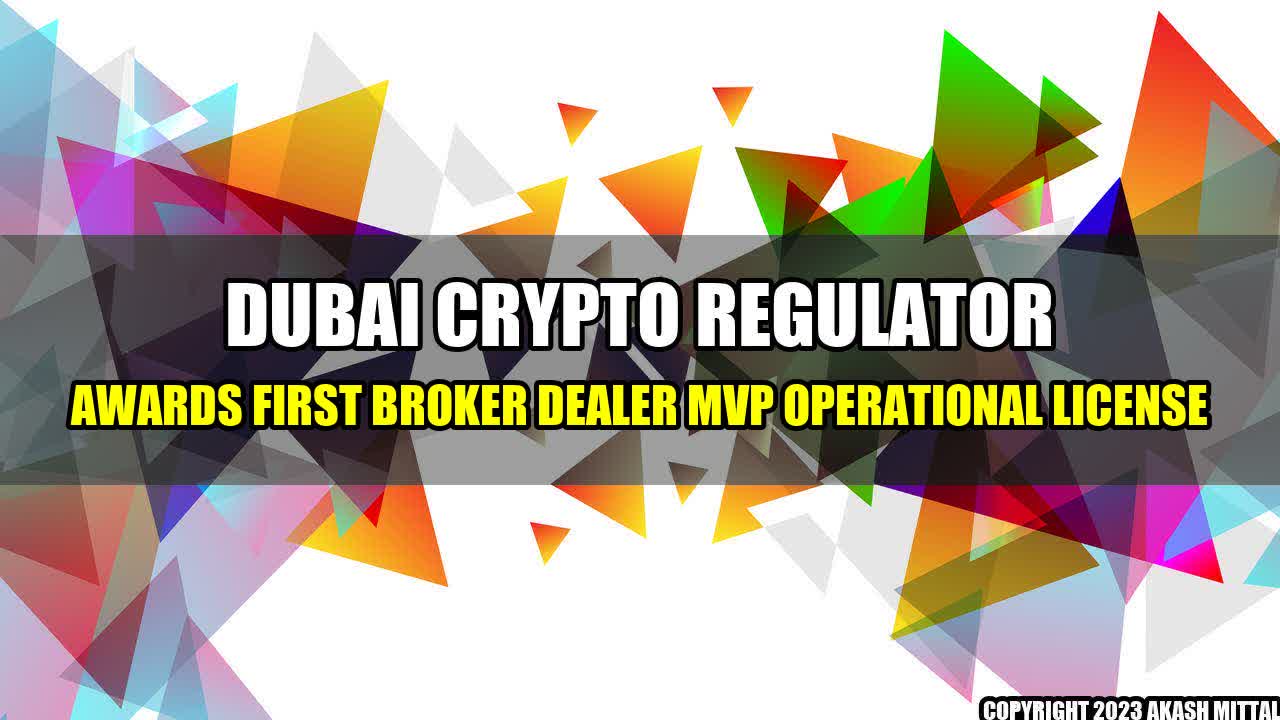 DUBAI CRYPTO REGULATOR
AWARDS FIRST BROKER DEALER MVP OPERATIONAL LICENSE
COPYRIGHT 2023 AKASH MITTAL